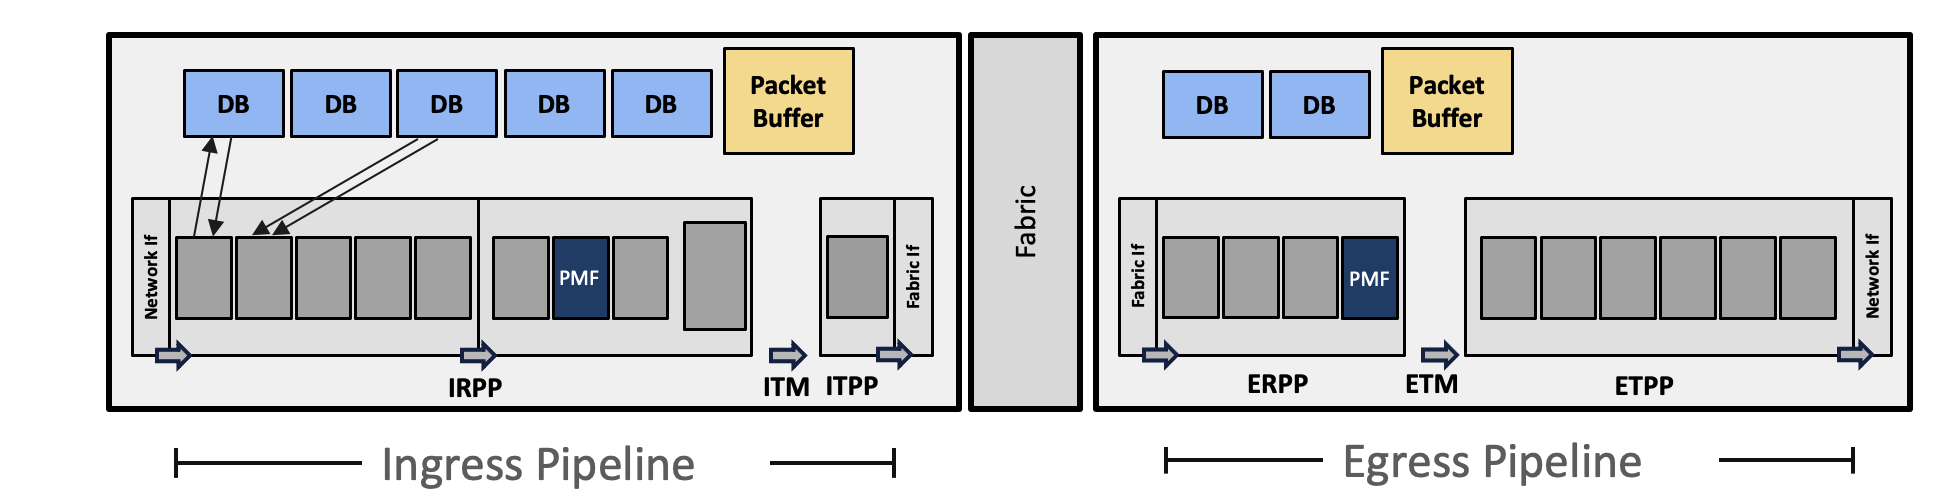 DB
DB
DB
DB
DB
Packet
Buffer
Network If
PMF
Fabric If
IRPP
ITM
ITPP
Ingress Pipeline
Fabric
DB
DB
Packet
Buffer
Fabric If
PMF
Network If
ERPP
ETM
ETPP
Egress Pipeline